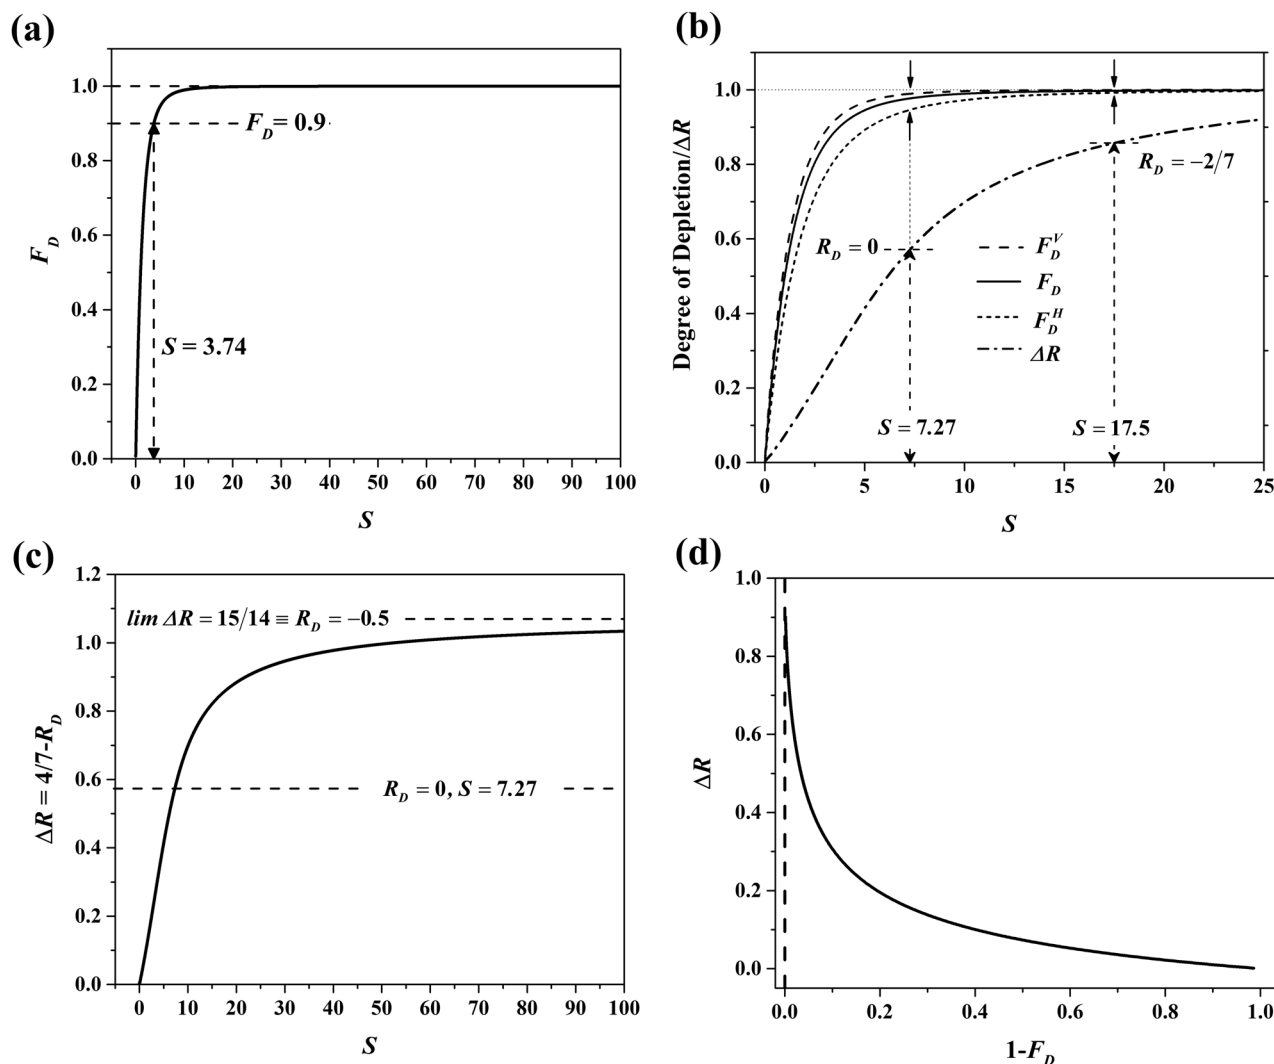 (a)
1.0
0.8
0.6
0.4
0.2
0.0
F_D
F_D = 0.9
S = 3.74
0 10 20 30 40 50 60 70 80 90 100
S
(b)
1.0
0.8
0.6
0.4
0.2
0.0
Degree of Depletion/ΔR
R_D = −2/7
R_D = 0
F_D^V
F_D
F_D^H
ΔR
S = 7.27
S = 17.5
0 5 10 15 20 25
S
(c)
1.2
1.0
0.8
0.6
0.4
0.2
0.0
ΔR = 4/7-R_D
lim ΔR = 15/14 ≡ R_D = −0.5
R_D = 0, S = 7.27
0 10 20 30 40 50 60 70 80 90 100
S
(d)
1.0
0.8
0.6
0.4
0.2
0.0
ΔR
0.0 0.2 0.4 0.6 0.8 1.0
1-F_D